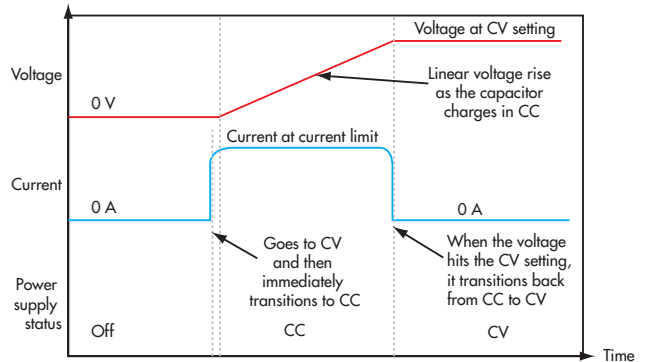 Voltage at CV setting
Voltage
Linear voltage rise
as the capacitor
charges in CC
0 V
Current at current limit
Current
0 A
0 A
Goes to CV
and then
immediately
transitions to CC
When the voltage
hits the CV setting,
it transitions back
from CC to CV
Power
supply
status
Off
CC
CV
Time